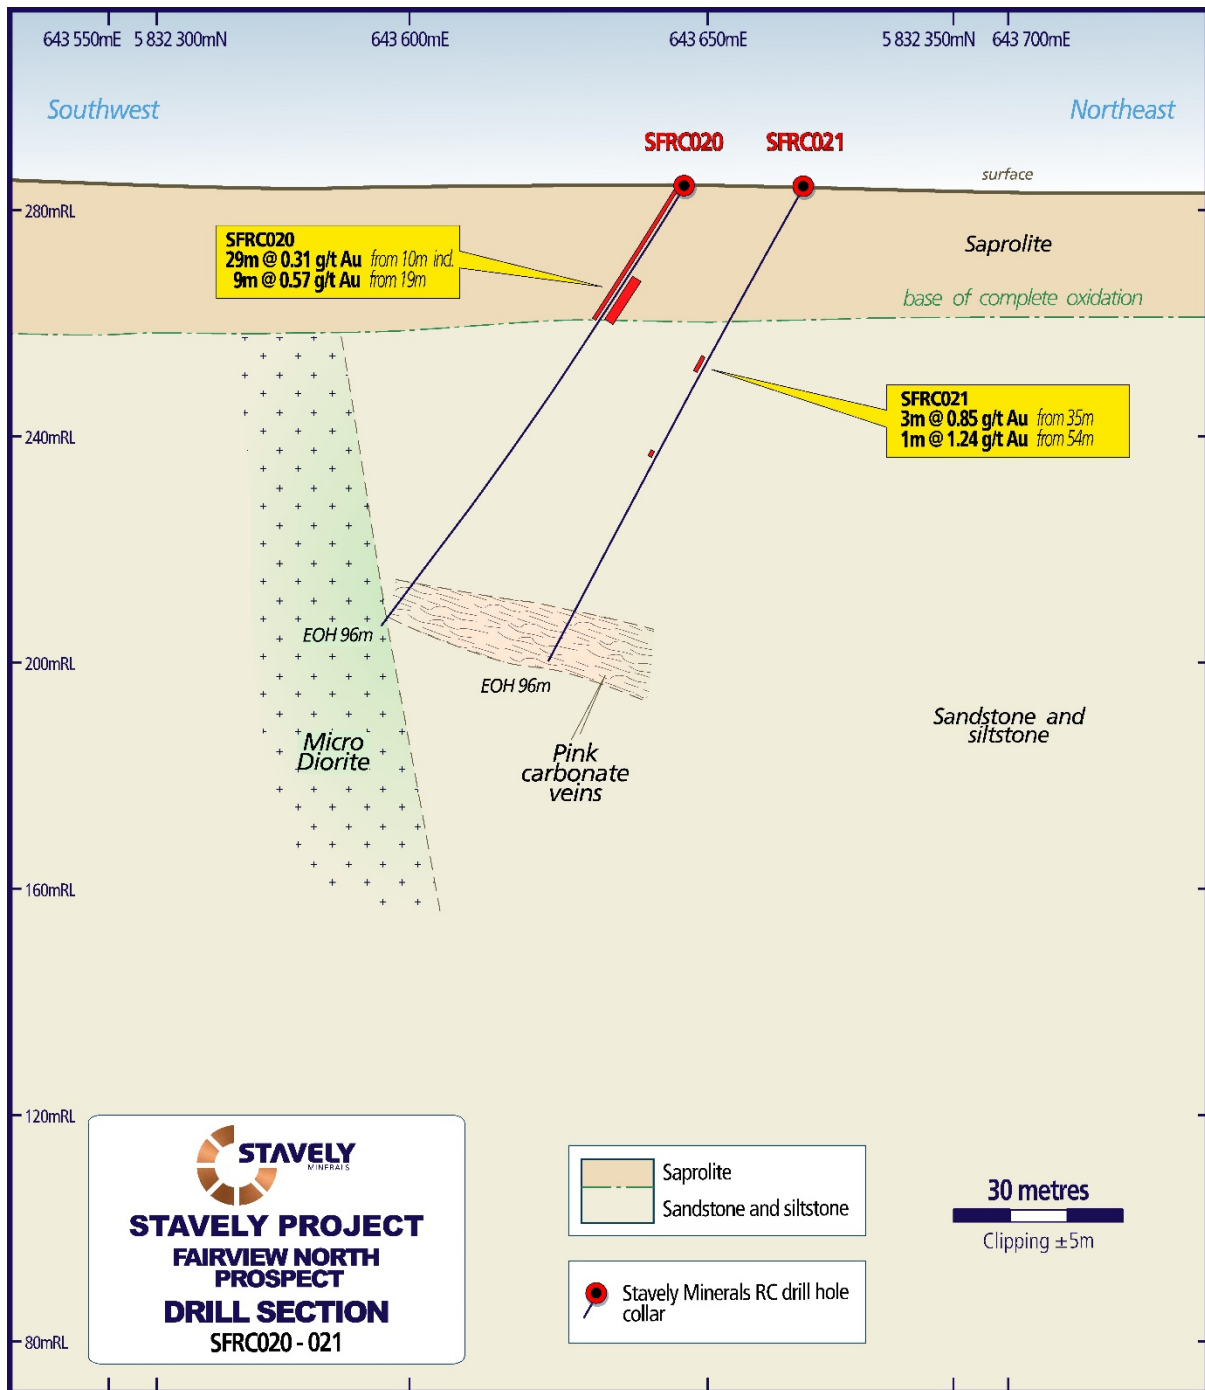 643 550mE 5 832 300mN 643 600mE 643 650mE 5 832 350mN 643 700mE
Southwest Northeast
SFRC020 SFRC021
surface
280mRL
SFRC020
29m @ 0.31 g/t Au from 10m incl.
9m @ 0.57 g/t Au from 19m
Saprolite
base of complete oxidation
SFRC021
3m @ 0.85 g/t Au from 35m
1m @ 1.24 g/t Au from 54m
240mRL
EOH 96m
200mRL
EOH 96m
Micro
Diorite
Pink
carbonate
veins
Sandstone and
siltstone
160mRL
120mRL
STAVELY
MINERALS
STAVELY PROJECT
FAIRVIEW NORTH
PROSPECT
DRILL SECTION
SFRC020 - 021
Saprolite
Sandstone and siltstone
Stavely Minerals RC drill hole
collar
30 metres
Clipping ±5m
80mRL